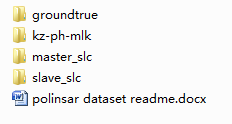 groundtrue
kz-ph-mlk
master_slc
slave_slc
polinsar dataset readme.docx